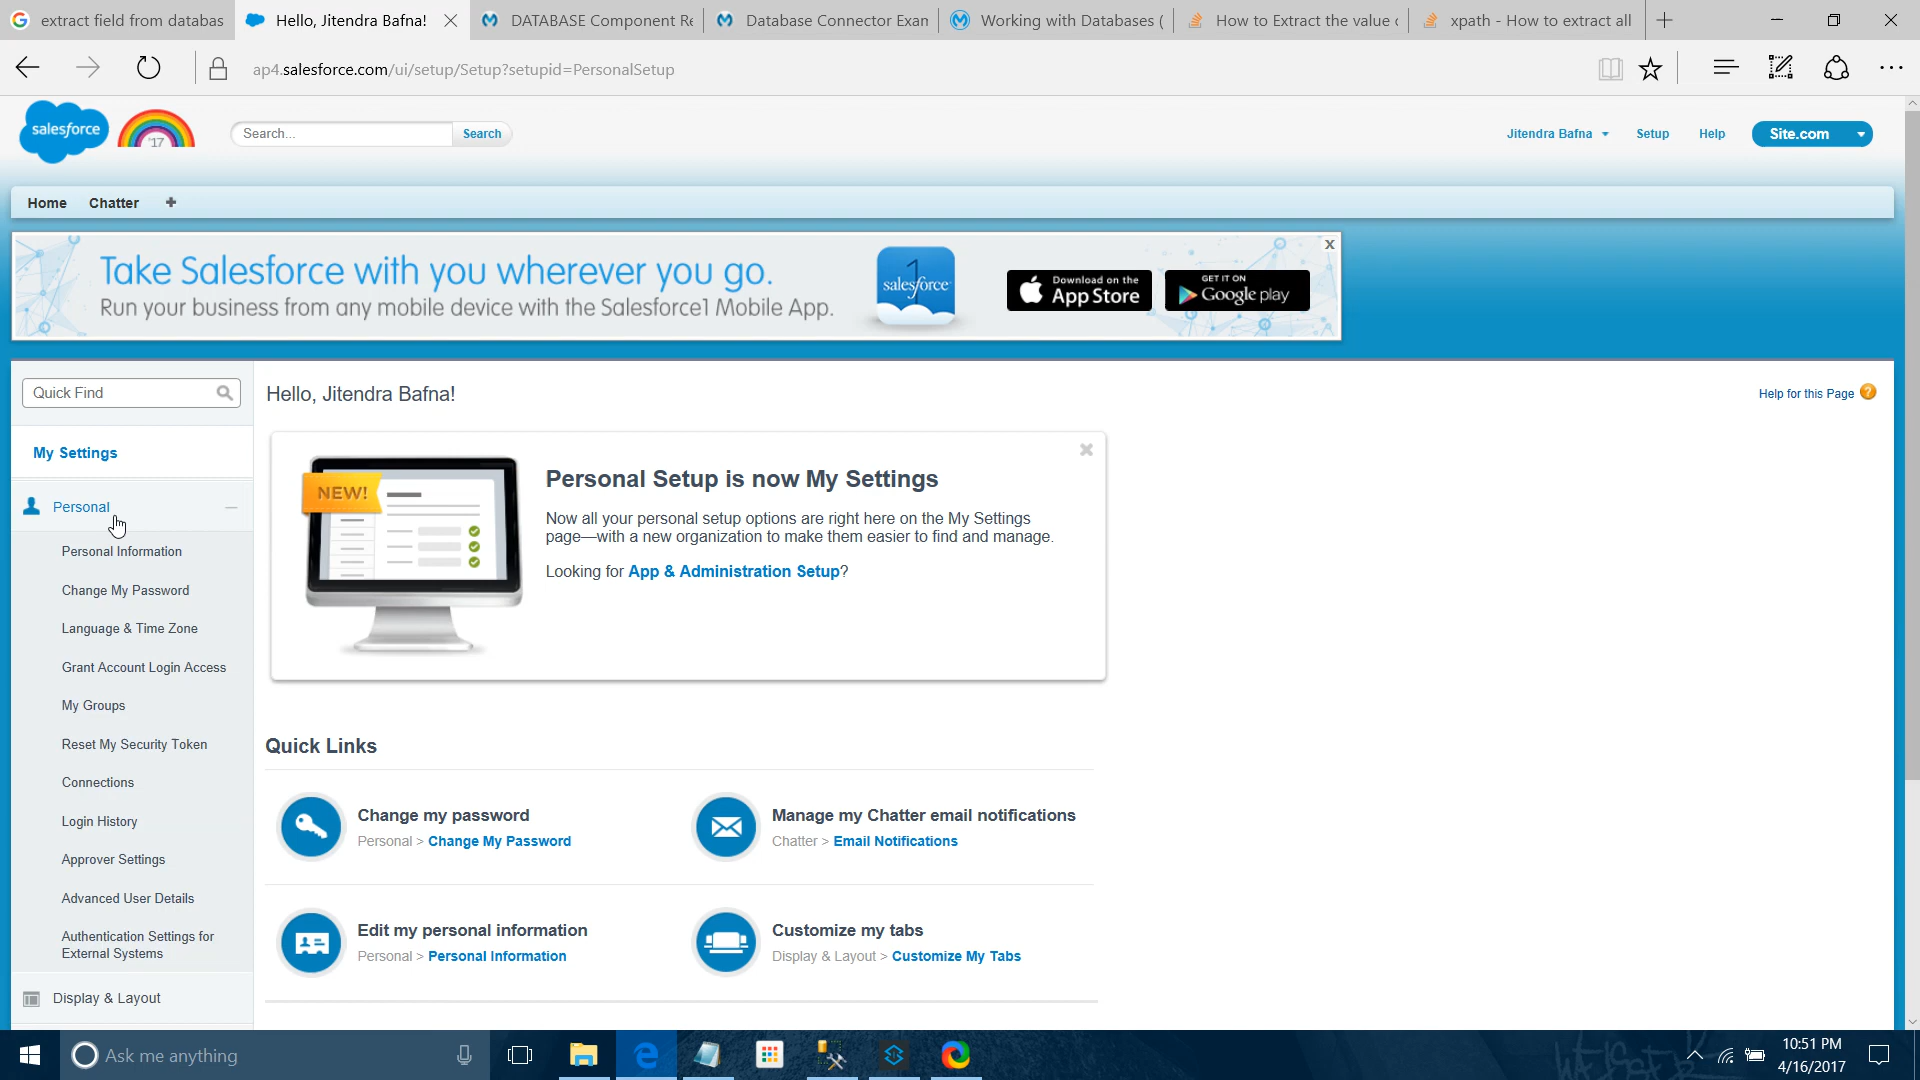 extract field from databas
Hello, Jitendra Bafna!
DATABASE Component Re
Database Connector Exan
Working with Databases (
How to Extract the value
xpath - How to extract all
ap4.salesforce.com/ui/setup/Setup?setupid=PersonalSetup
salesforce
'17
Search...
Search
Jitendra Bafna
Setup
Help
Site.com
Home
Chatter
Take Salesforce with you wherever you go.
Run your business from any mobile device with the Salesforce1 Mobile App.
1
salesforce
Download on the
App Store
GET IT ON
Google play
x
Quick Find
Hello, Jitendra Bafna!
Help for this Page ?
My Settings
Personal
Personal Information
Change My Password
Language & Time Zone
Grant Account Login Access
My Groups
Reset My Security Token
Connections
Login History
Approver Settings
Advanced User Details
Authentication Settings for
External Systems
Display & Layout
NEW!
Personal Setup is now My Settings
Now all your personal setup options are right here on the My Settings
page—with a new organization to make them easier to find and manage.
Looking for App & Administration Setup?
Quick Links
Change my password
Personal > Change My Password
Manage my Chatter email notifications
Chatter > Email Notifications
Edit my personal information
Personal > Personal Information
Customize my tabs
Display & Layout > Customize My Tabs
Ask me anything
10:51 PM
4/16/2017